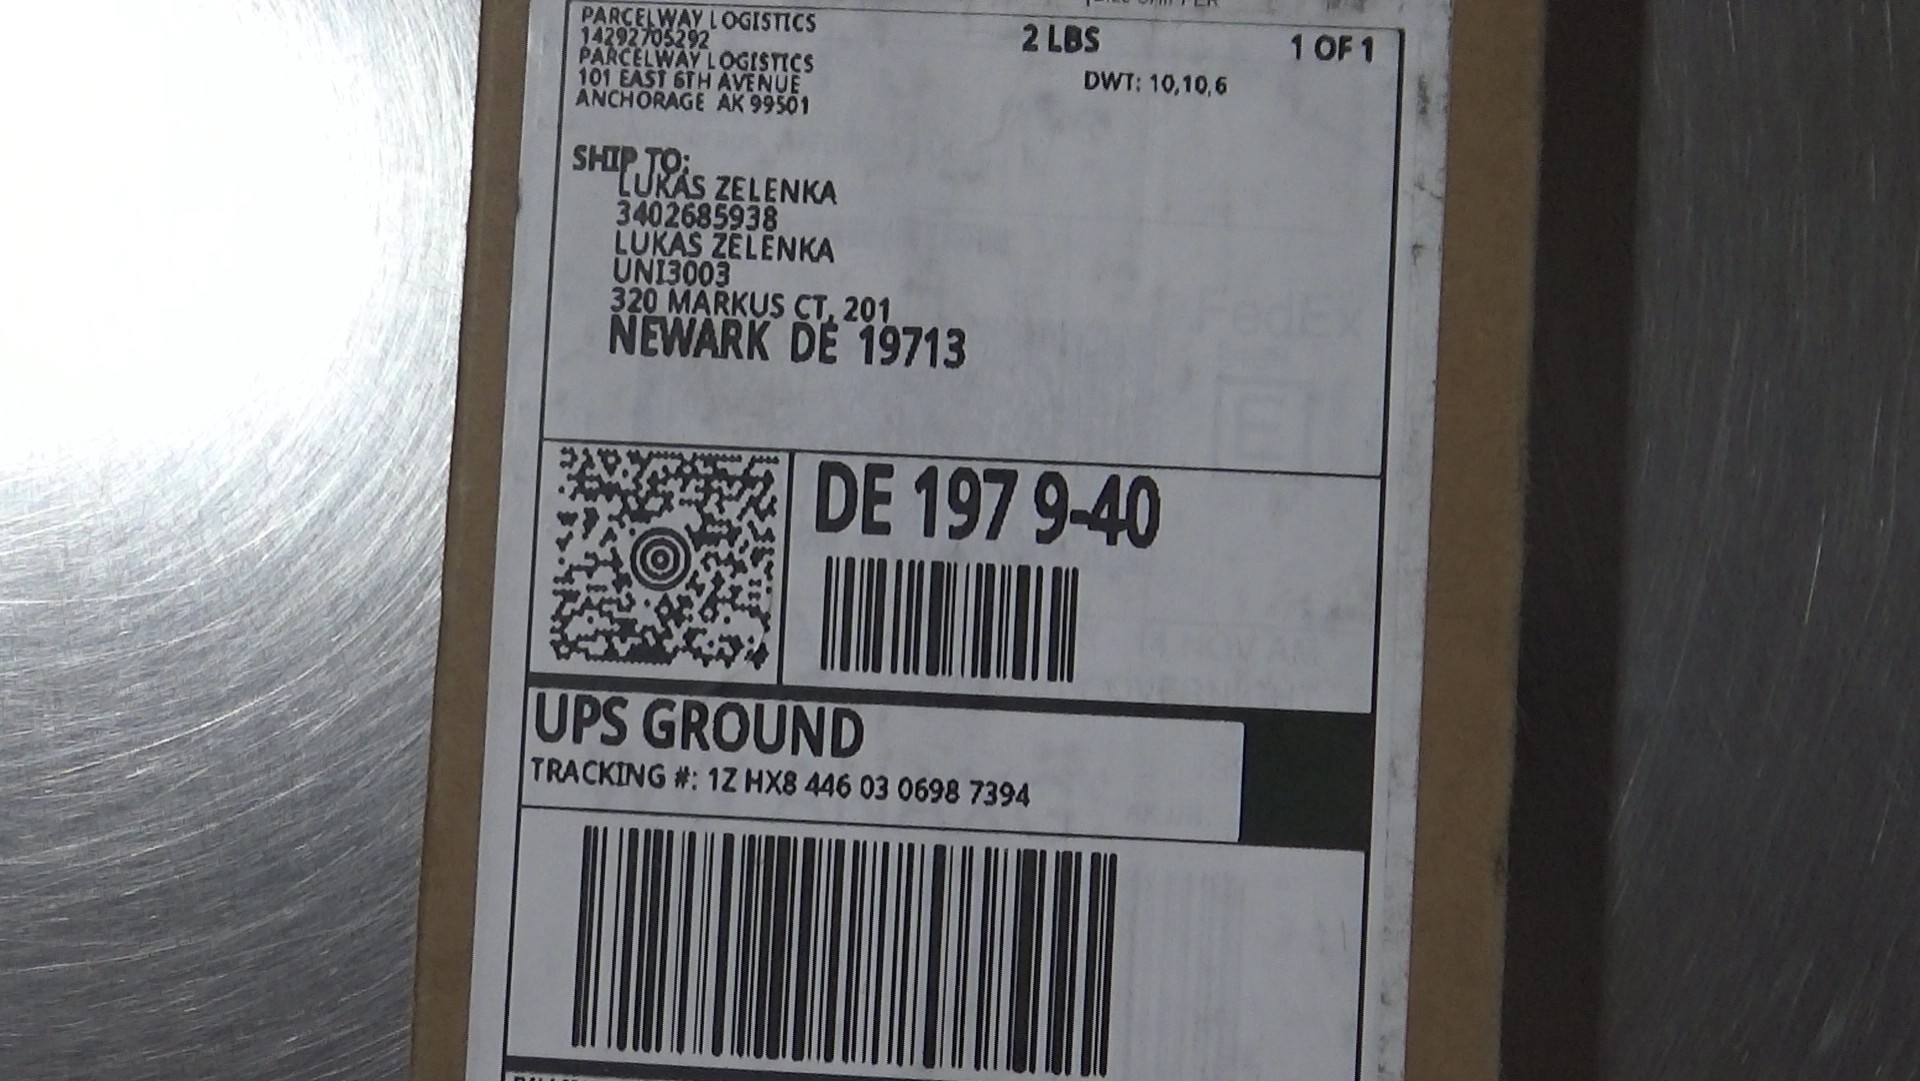 PARCELWAY LOGISTICS
14292705292
PARCELWAY LOGISTICS
101 EAST 6TH AVENUE
ANCHORAGE AK 99501
2 LBS
1 OF 1
DWT: 10,10,6
SHIP TO:
LUKAS ZELENKA
3402685938
LUKAS ZELENKA
UNI3003
320 MARKUS CT, 201
NEWARK DE 19713
FedEx
E
DE 197 9-40
UPS GROUND
TRACKING #: 1Z HX8 446 03 0698 7394